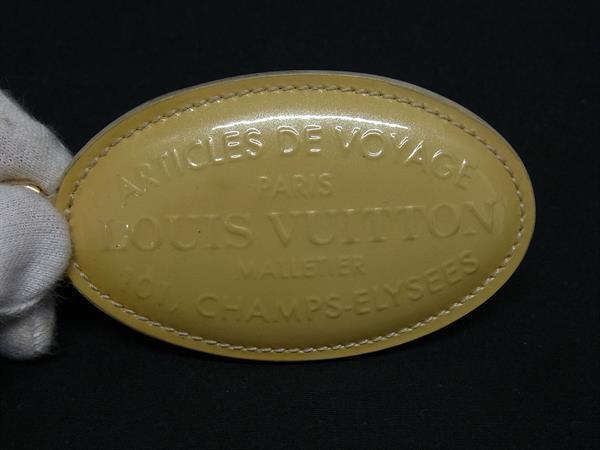 ARTICLES DE VOYAGE
PARIS
LOUIS VUITTON
MALLETIER
101, CHAMPS-ELYSEES